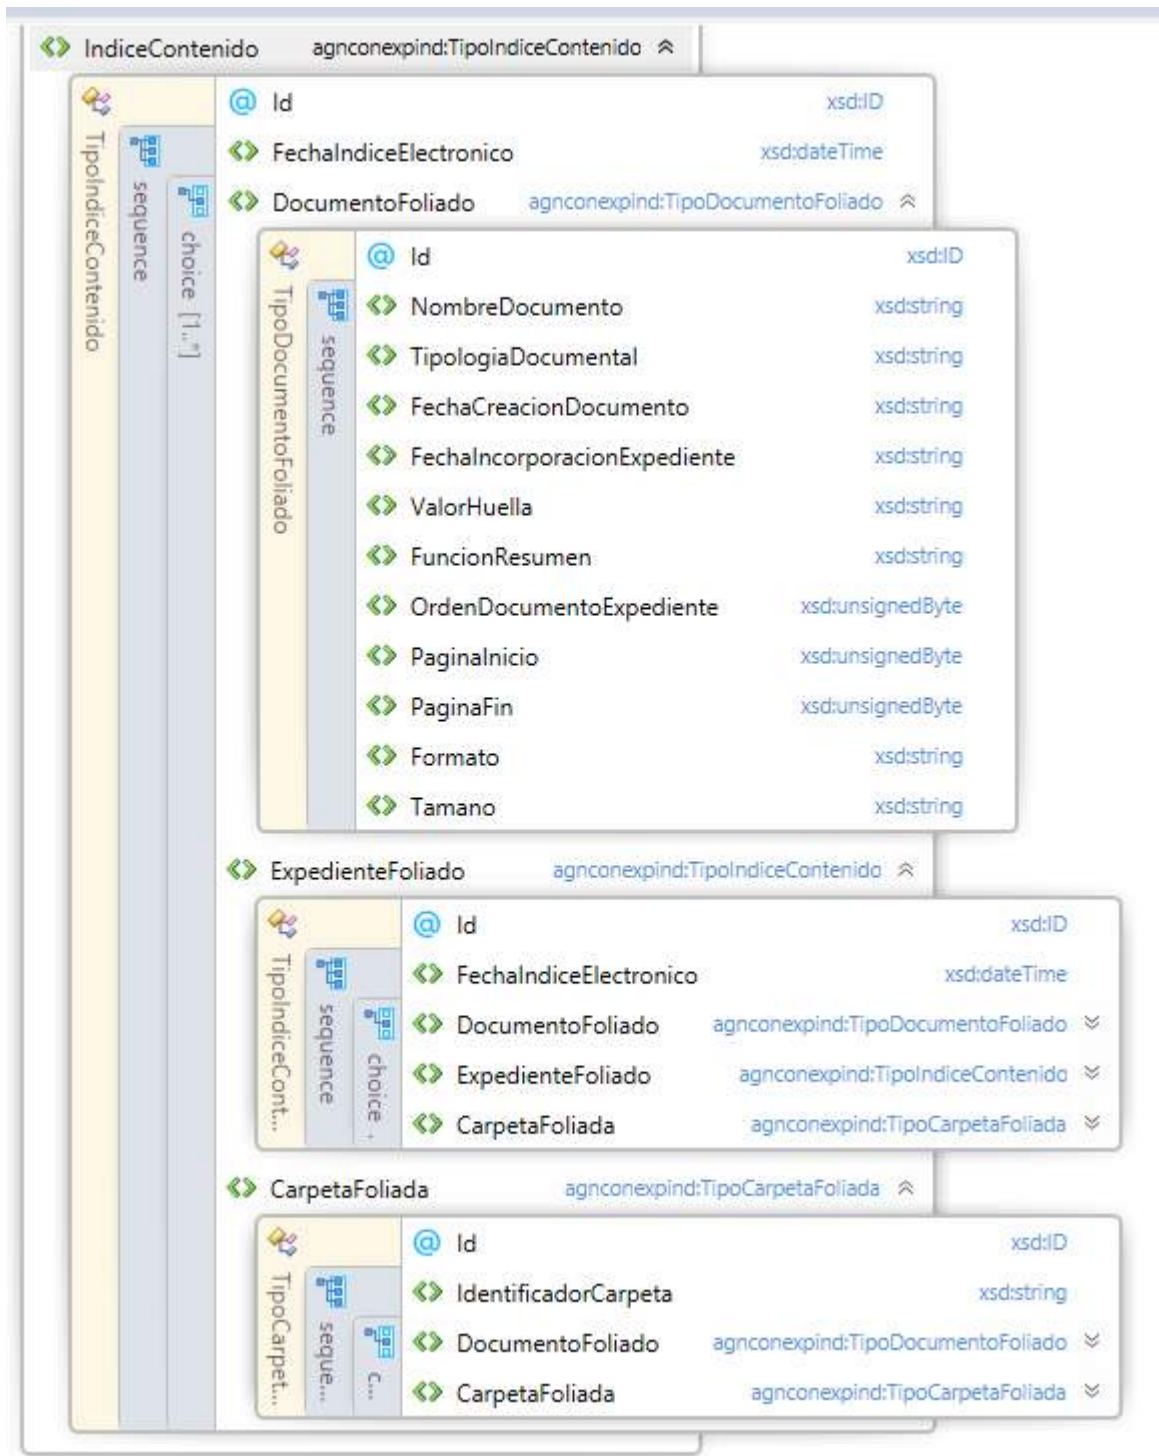 IndiceContenido agnconexpind:TipoIndiceContenido
TipoIndiceContenido
sequence
choice [1..*]
@ Id xsd:ID
FechaIndiceElectronico xsd:dateTime
DocumentoFoliado agnconexpind:TipoDocumentoFoliado
TipoDocumentoFoliado
sequence
@ Id xsd:ID
NombreDocumento xsd:string
TipologiaDocumental xsd:string
FechaCreacionDocumento xsd:string
FechaIncorporacionExpediente xsd:string
ValorHuella xsd:string
FuncionResumen xsd:string
OrdenDocumentoExpediente xsd:unsignedByte
PaginaInicio xsd:unsignedByte
PaginaFin xsd:unsignedByte
Formato xsd:string
Tamano xsd:string
ExpedienteFoliado agnconexpind:TipoIndiceContenido
TipoIndiceCont...
sequence
choice
@ Id xsd:ID
FechaIndiceElectronico xsd:dateTime
DocumentoFoliado agnconexpind:TipoDocumentoFoliado
ExpedienteFoliado agnconexpind:TipoIndiceContenido
CarpetaFoliada agnconexpind:TipoCarpetaFoliada
CarpetaFoliada agnconexpind:TipoCarpetaFoliada
TipoCarpet...
seque...
c...
@ Id xsd:ID
IdentificadorCarpeta xsd:string
DocumentoFoliado agnconexpind:TipoDocumentoFoliado
CarpetaFoliada agnconexpind:TipoCarpetaFoliada